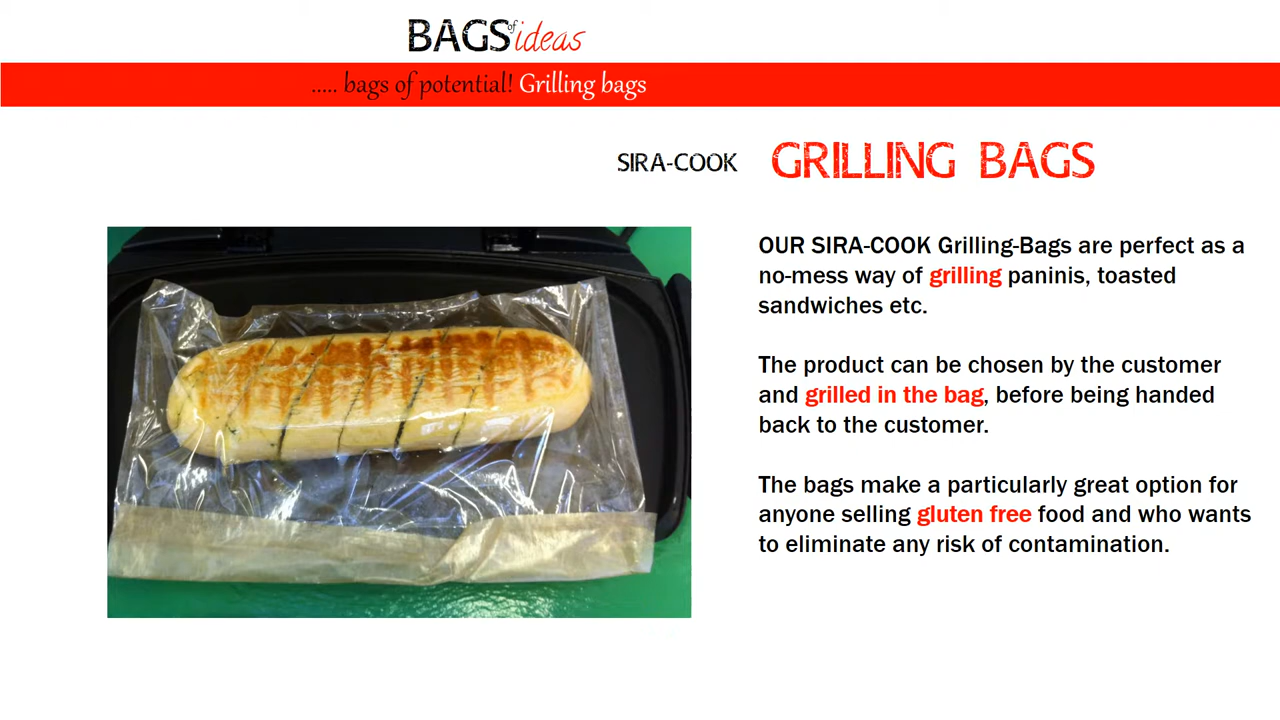 BAGS of ideas
..... bags of potential! Grilling bags
SIRA-COOK GRILLING BAGS
OUR SIRA-COOK Grilling-Bags are perfect as a
no-mess way of grilling paninis, toasted
sandwiches etc.
The product can be chosen by the customer
and grilled in the bag, before being handed
back to the customer.
The bags make a particularly great option for
anyone selling gluten free food and who wants
to eliminate any risk of contamination.